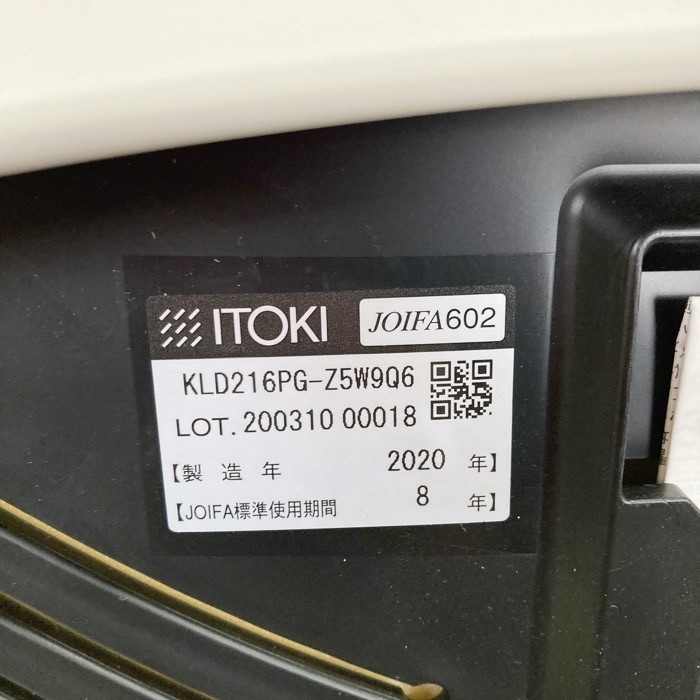 ITOKI JOIFA602
KLD216PG-Z5W9Q6
LOT. 200310 00018
【製造年 2020 年】
【JOIFA標準使用期間 8 年】